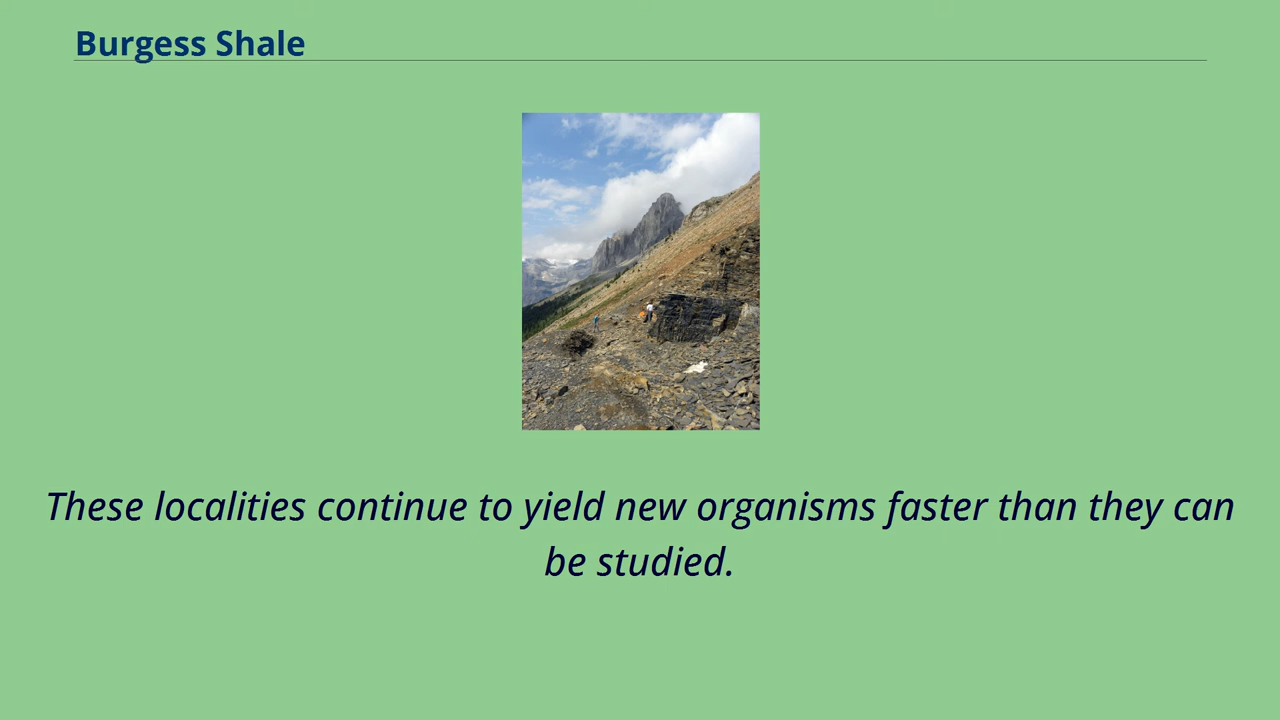 Burgess Shale
These localities continue to yield new organisms faster than they can
be studied.